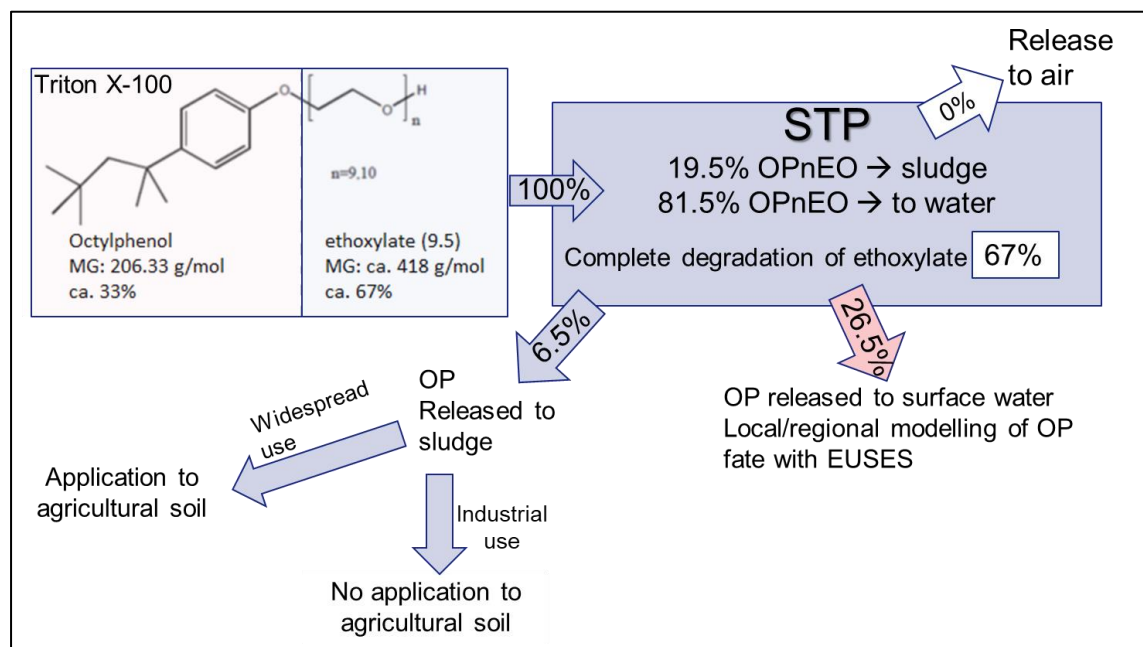 Triton X-100
O
O
H
n
n=9,10
Octylphenol
MG: 206.33 g/mol
ca. 33%
ethoxylate (9.5)
MG: ca. 418 g/mol
ca. 67%
100%
Release
to air
0%
STP
19.5% OPnEO → sludge
81.5% OPnEO → to water
Complete degradation of ethoxylate
67%
6.5%
26.5%
OP
Released to
sludge
OP released to surface water
Local/regional modelling of OP
fate with EUSES
Widespread
use
Application to
agricultural soil
Industrial
use
No application to
agricultural soil